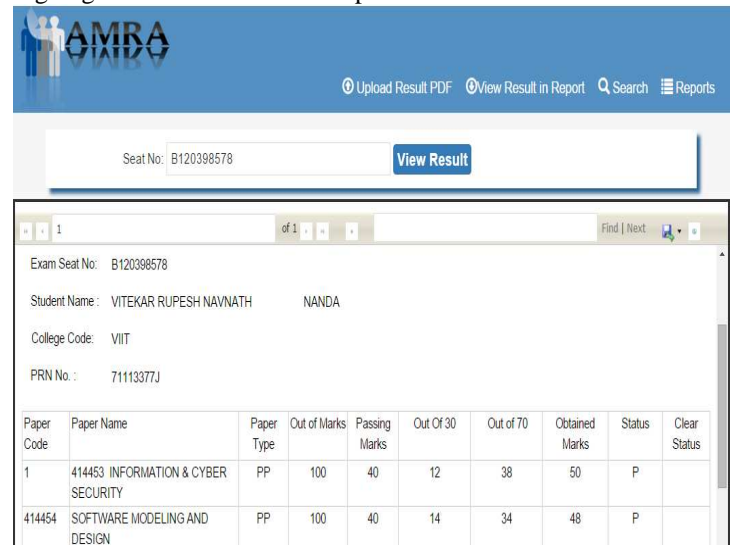 AMRA
Upload Result PDF View Result in Report Search Reports
Seat No: B120398578 View Result
1 of 1 Find | Next
Exam Seat No: B120398578
Student Name : VITEKAR RUPESH NAVNATH NANDA
College Code: VIIT
PRN No. : 71113377J
Paper Code Paper Name Paper Type Out of Marks Passing Marks Out Of 30 Out of 70 Obtained Marks Status Clear Status
1 414453 INFORMATION & CYBER SECURITY PP 100 40 12 38 50 P
414454 SOFTWARE MODELING AND DESIGN PP 100 40 14 34 48 P